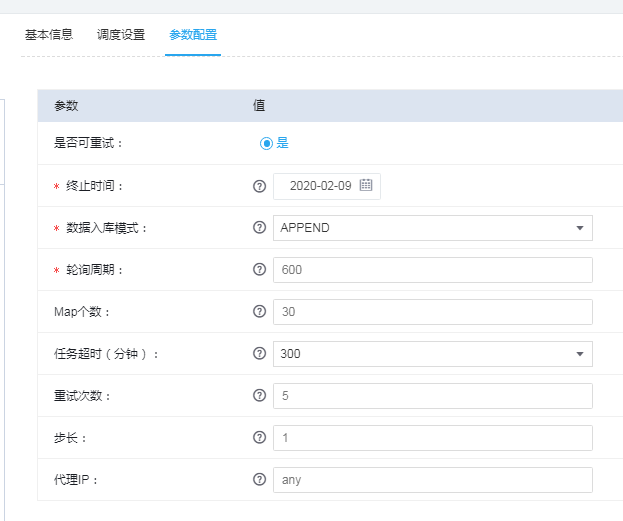 基本信息 调度设置 参数配置
参数 值
是否可重试： 是
* 终止时间： ? 2020-02-09
* 数据入库模式： ? APPEND
* 轮询周期： ? 600
Map个数： ? 30
任务超时（分钟）： ? 300
重试次数： ? 5
步长： ? 1
代理IP： ? any